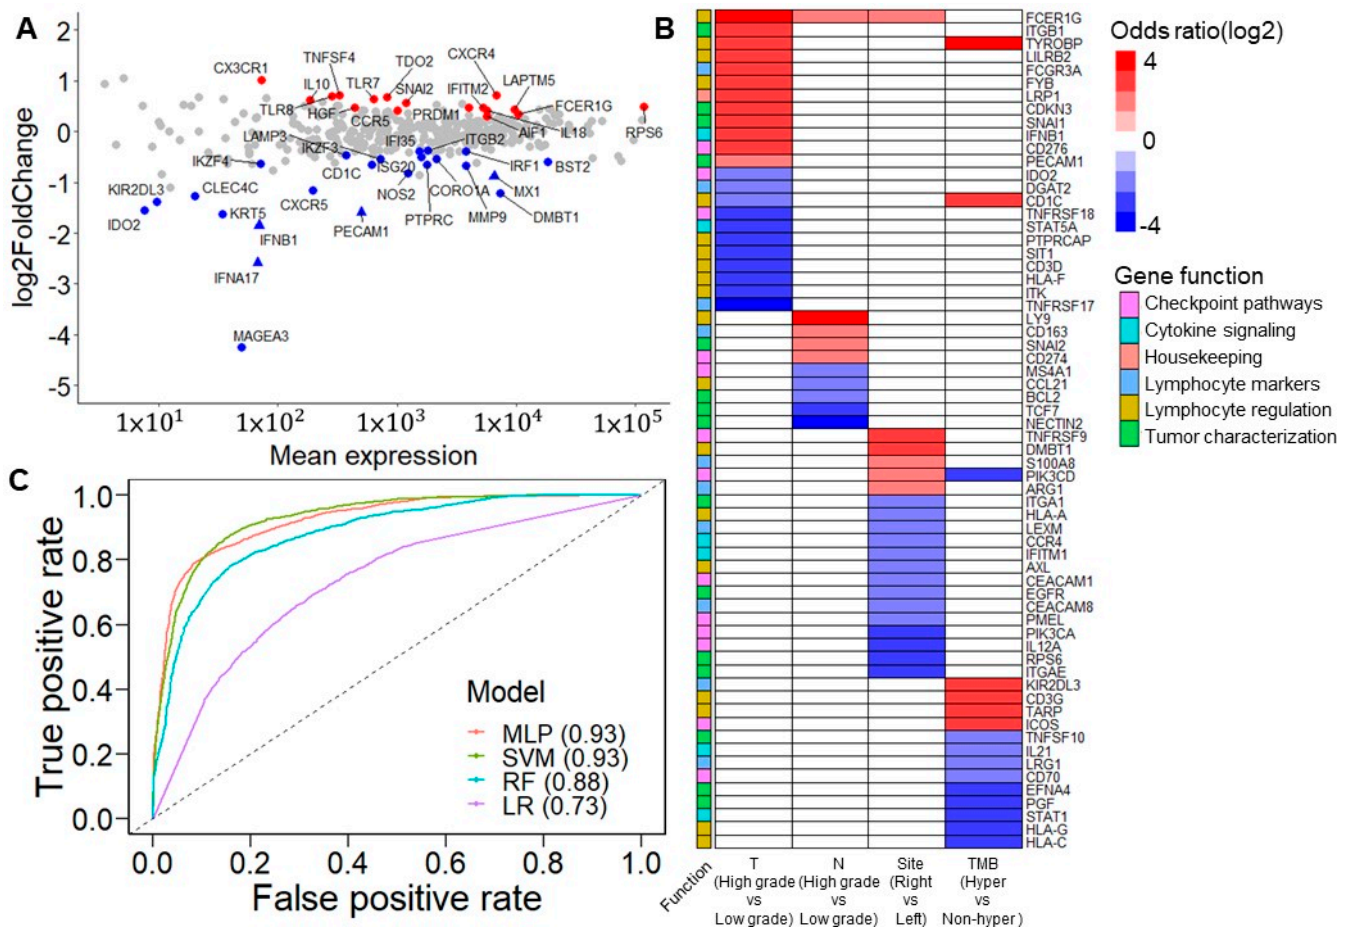 A
log2FoldChange
2
1
0
-1
-2
-3
-4
-5
1x10¹
1x10²
1x10³
1x10⁴
1x10⁵
Mean expression
CX3CR1
TNFSF4
TDO2
CXCR4
IL10
TLR7
SNAI2
IFITM2
LAPTM5
TLR8
HGF
CCR5
PRDM1
FCER1G
AIF1
IL18
RPS6
LAMP3
IKZF3
IFI35
ITGB2
IKZF4
CD1C
ISG20
IRF1
BST2
KIR2DL3
CLEC4C
NOS2
CORO1A
MX1
IDO2
KRT5
CXCR5
PTPRC
MMP9
DMBT1
IFNB1
PECAM1
IFNA17
MAGEA3
B
FCER1G
ITGB1
TYROBP
LILRB2
FCGR3A
FYB
LRP1
CDKN3
SNAI1
IFNB1
CD276
PECAM1
IDO2
DGAT2
CD1C
TNFRSF18
STAT5A
PTPRCAP
SIT1
CD3D
HLA-F
ITK
TNFRSF17
LY9
CD163
SNAI2
CD274
MS4A1
CCL21
BCL2
TCF7
NECTIN2
TNFRSF9
DMBT1
S100A8
PIK3CD
ARG1
ITGA1
HLA-A
LEXM
CCR4
IFITM1
AXL
CEACAM1
EGFR
CEACAM8
PMEL
PIK3CA
IL12A
RPS6
ITGAE
KIR2DL3
CD3G
TARP
ICOS
TNFSF10
IL21
LRG1
CD70
EFNA4
PGF
STAT1
HLA-G
HLA-C
Function
T
(High grade
vs
Low grade)
N
(High grade
vs
Low grade)
Site
(Right
vs
Left)
TMB
(Hyper
vs
Non-hyper)
Odds ratio(log2)
4
0
-4
Gene function
Checkpoint pathways
Cytokine signaling
Housekeeping
Lymphocyte markers
Lymphocyte regulation
Tumor characterization
C
True positive rate
1.0
0.8
0.6
0.4
0.2
0.0
0.0
0.2
0.4
0.6
0.8
1.0
False positive rate
Model
MLP (0.93)
SVM (0.93)
RF (0.88)
LR (0.73)